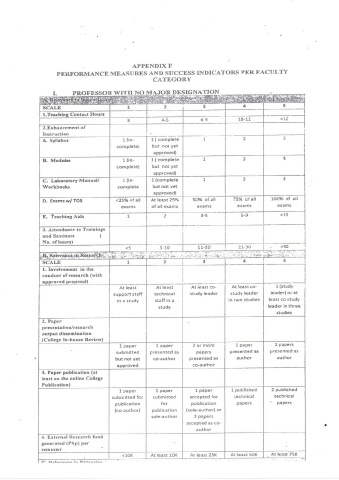 APPENDIX F
PERFORMANCE MEASURES AND SUCCESS INDICATORS PER FACULTY
CATEGORY
I. PROFESSOR WITH NO MAJOR DESIGNATION
SCALE 1 2 3 4 5
1.Teaching Contact Hours
3 4-5 6-9 10-12 >12
2.Enhancement of
Instruction
A. Syllabus 1 (in-complete) 1 ( complete but not yet approved) 1 2 3
B. Modules 1 (in-complete) 1 ( complete but not yet approved) 1 2 3
C. Laboratory Manual/ Workbooks 1 (in-complete 1 (complete but not yet approved) 1 2 3
D. Exams w/ TOS <25% of all exams At least 25% of all exams 50% of exams 75% of all exams 100% of all exams
E. Teaching Aids 1 2 3-5 6-9 >10
3. Attendance to Trainings
and Seminars (
No. of hours)
<5 5-10 11-20 21-30 >30
B. Relevance to Research
SCALE 1 2 3 4 5
1. Involvement in the
conduct of research (with
approved proposal)
At least support staff in a study At least technical staff in a study At least co-study leader At least co-study leader in two studies 1 (study leader) or at least co study leader in three studies
2. Paper
presentation/research
output dissemination
(College In-house Review)
1 paper submitted but not yet approved 1 paper presented as co-author 2 or more papers presented as co-author 1 paper presented as author 2 papers presented as author
3. Paper publication (at
least on the online College
Publication)
1 paper submitted for publication (co-author) 1 paper submitted for publication sole-author 1 paper accepted for publication (sole-author) or 2 papers accepted as co-author 1 published technical papers 2 published technical papers
4. External Research fund
generated (Php) per
semester
<10K At least 10K At least 25K At least 50K At least 75K